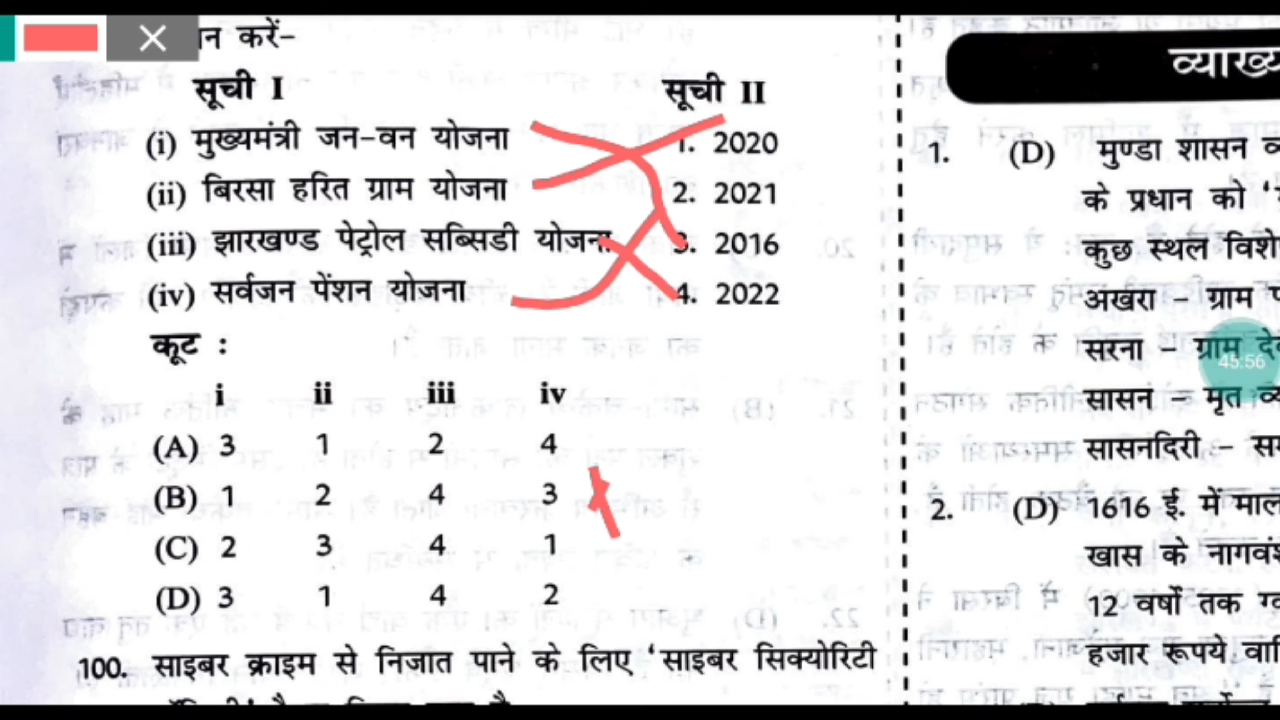 न करें–
सूची I सूची II
(i) मुख्यमंत्री जन-वन योजना 1. 2020
(ii) बिरसा हरित ग्राम योजना 2. 2021
(iii) झारखण्ड पेट्रोल सब्सिडी योजना 3. 2016
(iv) सर्वजन पेंशन योजना 4. 2022
कूट :
i ii iii iv
(A) 3 1 2 4
(B) 1 2 4 3
(C) 2 3 4 1
(D) 3 1 4 2
100. साइबर क्राइम से निजात पाने के लिए ‘साइबर सिक्योरिटी
व्याख्य
1. (D) मुण्डा शासन व्य
के प्रधान को
कुछ स्थल विशे
अखरा – ग्राम
सरना – ग्राम दे
45:56
सासन – मृत व्य
सासनदिरी – सम
2. (D) 1616 ई. में माल
खास के नागवंश
12 वर्षों तक ग्व
हजार रूपये वार्षि